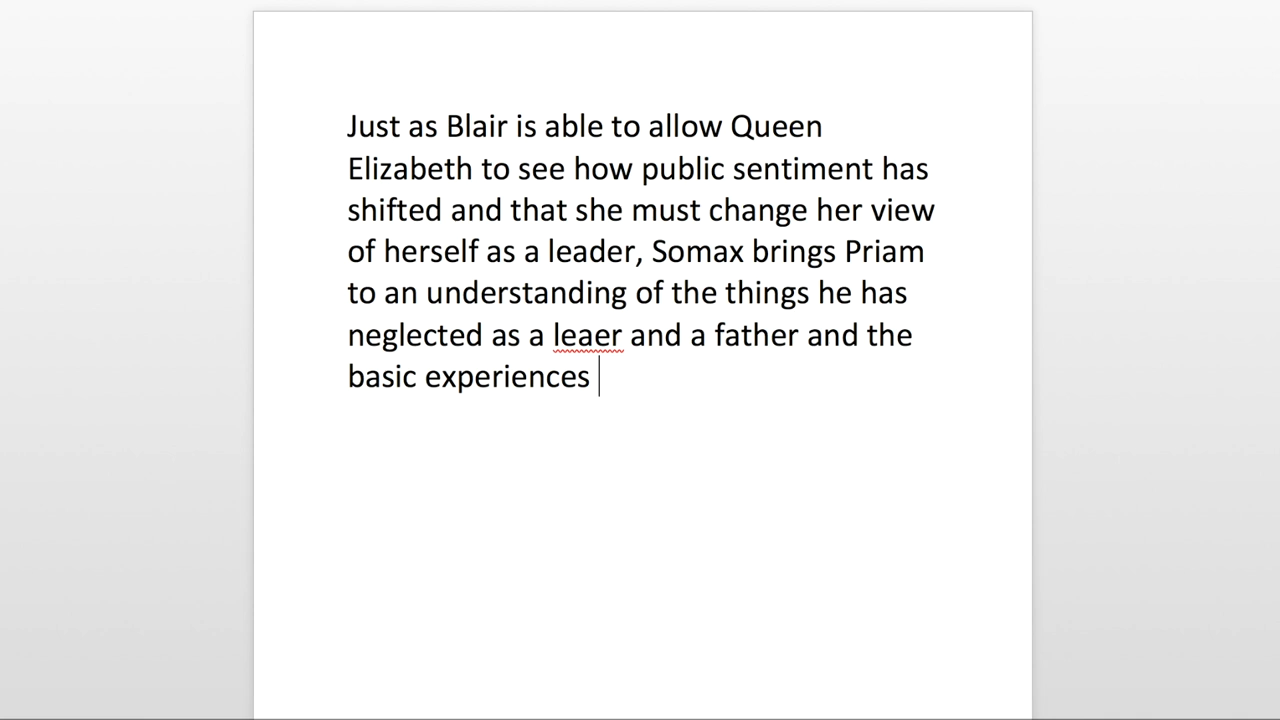 Just as Blair is able to allow Queen
Elizabeth to see how public sentiment has
shifted and that she must change her view
of herself as a leader, Somax brings Priam
to an understanding of the things he has
neglected as a leaer and a father and the
basic experiences